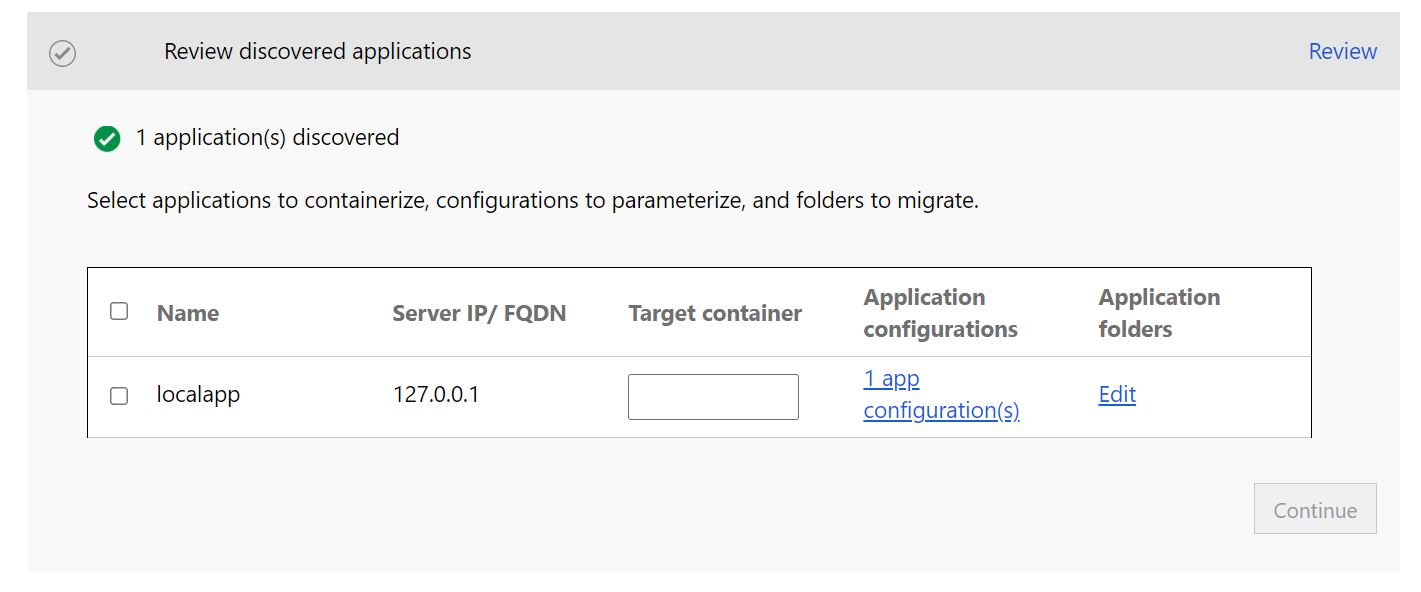 Review discovered applications
Review
1 application(s) discovered
Select applications to containerize, configurations to parameterize, and folders to migrate.
Name
Server IP/ FQDN
Target container
Application
configurations
Application
folders
localapp
127.0.0.1
1 app
configuration(s)
Edit
Continue